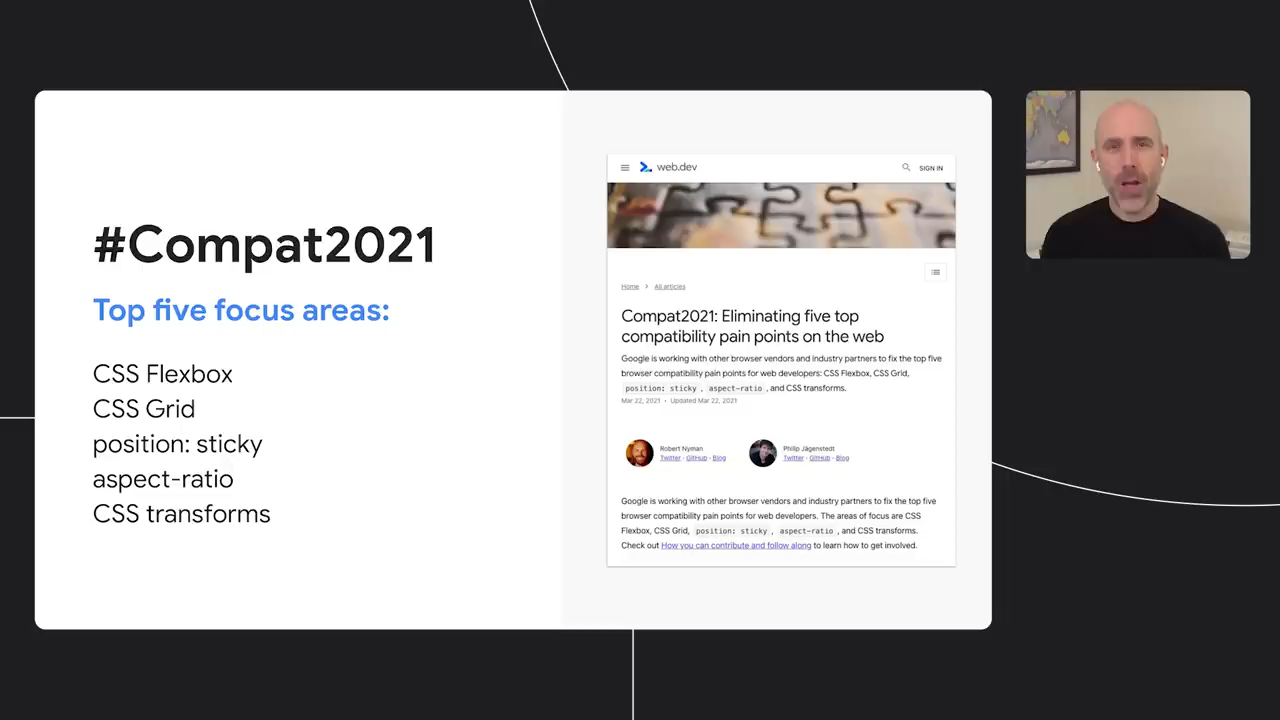 #Compat2021
Top five focus areas:
CSS Flexbox
CSS Grid
position: sticky
aspect-ratio
CSS transforms
web.dev
SIGN IN
Home > All articles
Compat2021: Eliminating five top
compatibility pain points on the web
Google is working with other browser vendors and industry partners to fix the top five
browser compatibility pain points for web developers: CSS Flexbox, CSS Grid,
position: sticky , aspect-ratio , and CSS transforms.
Mar 22, 2021 • Updated Mar 22, 2021
Robert Nyman
Twitter · GitHub · Blog
Philip Jägenstedt
Twitter · GitHub · Blog
Google is working with other browser vendors and industry partners to fix the top five
browser compatibility pain points for web developers. The areas of focus are CSS
Flexbox, CSS Grid, position: sticky , aspect-ratio , and CSS transforms.
Check out How you can contribute and follow along to learn how to get involved.